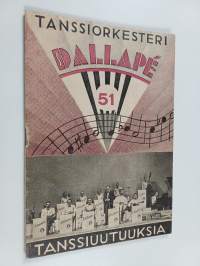 TANSSIORKESTERI
DALLAPÉ
51
TANSSIUUTUUKSIA